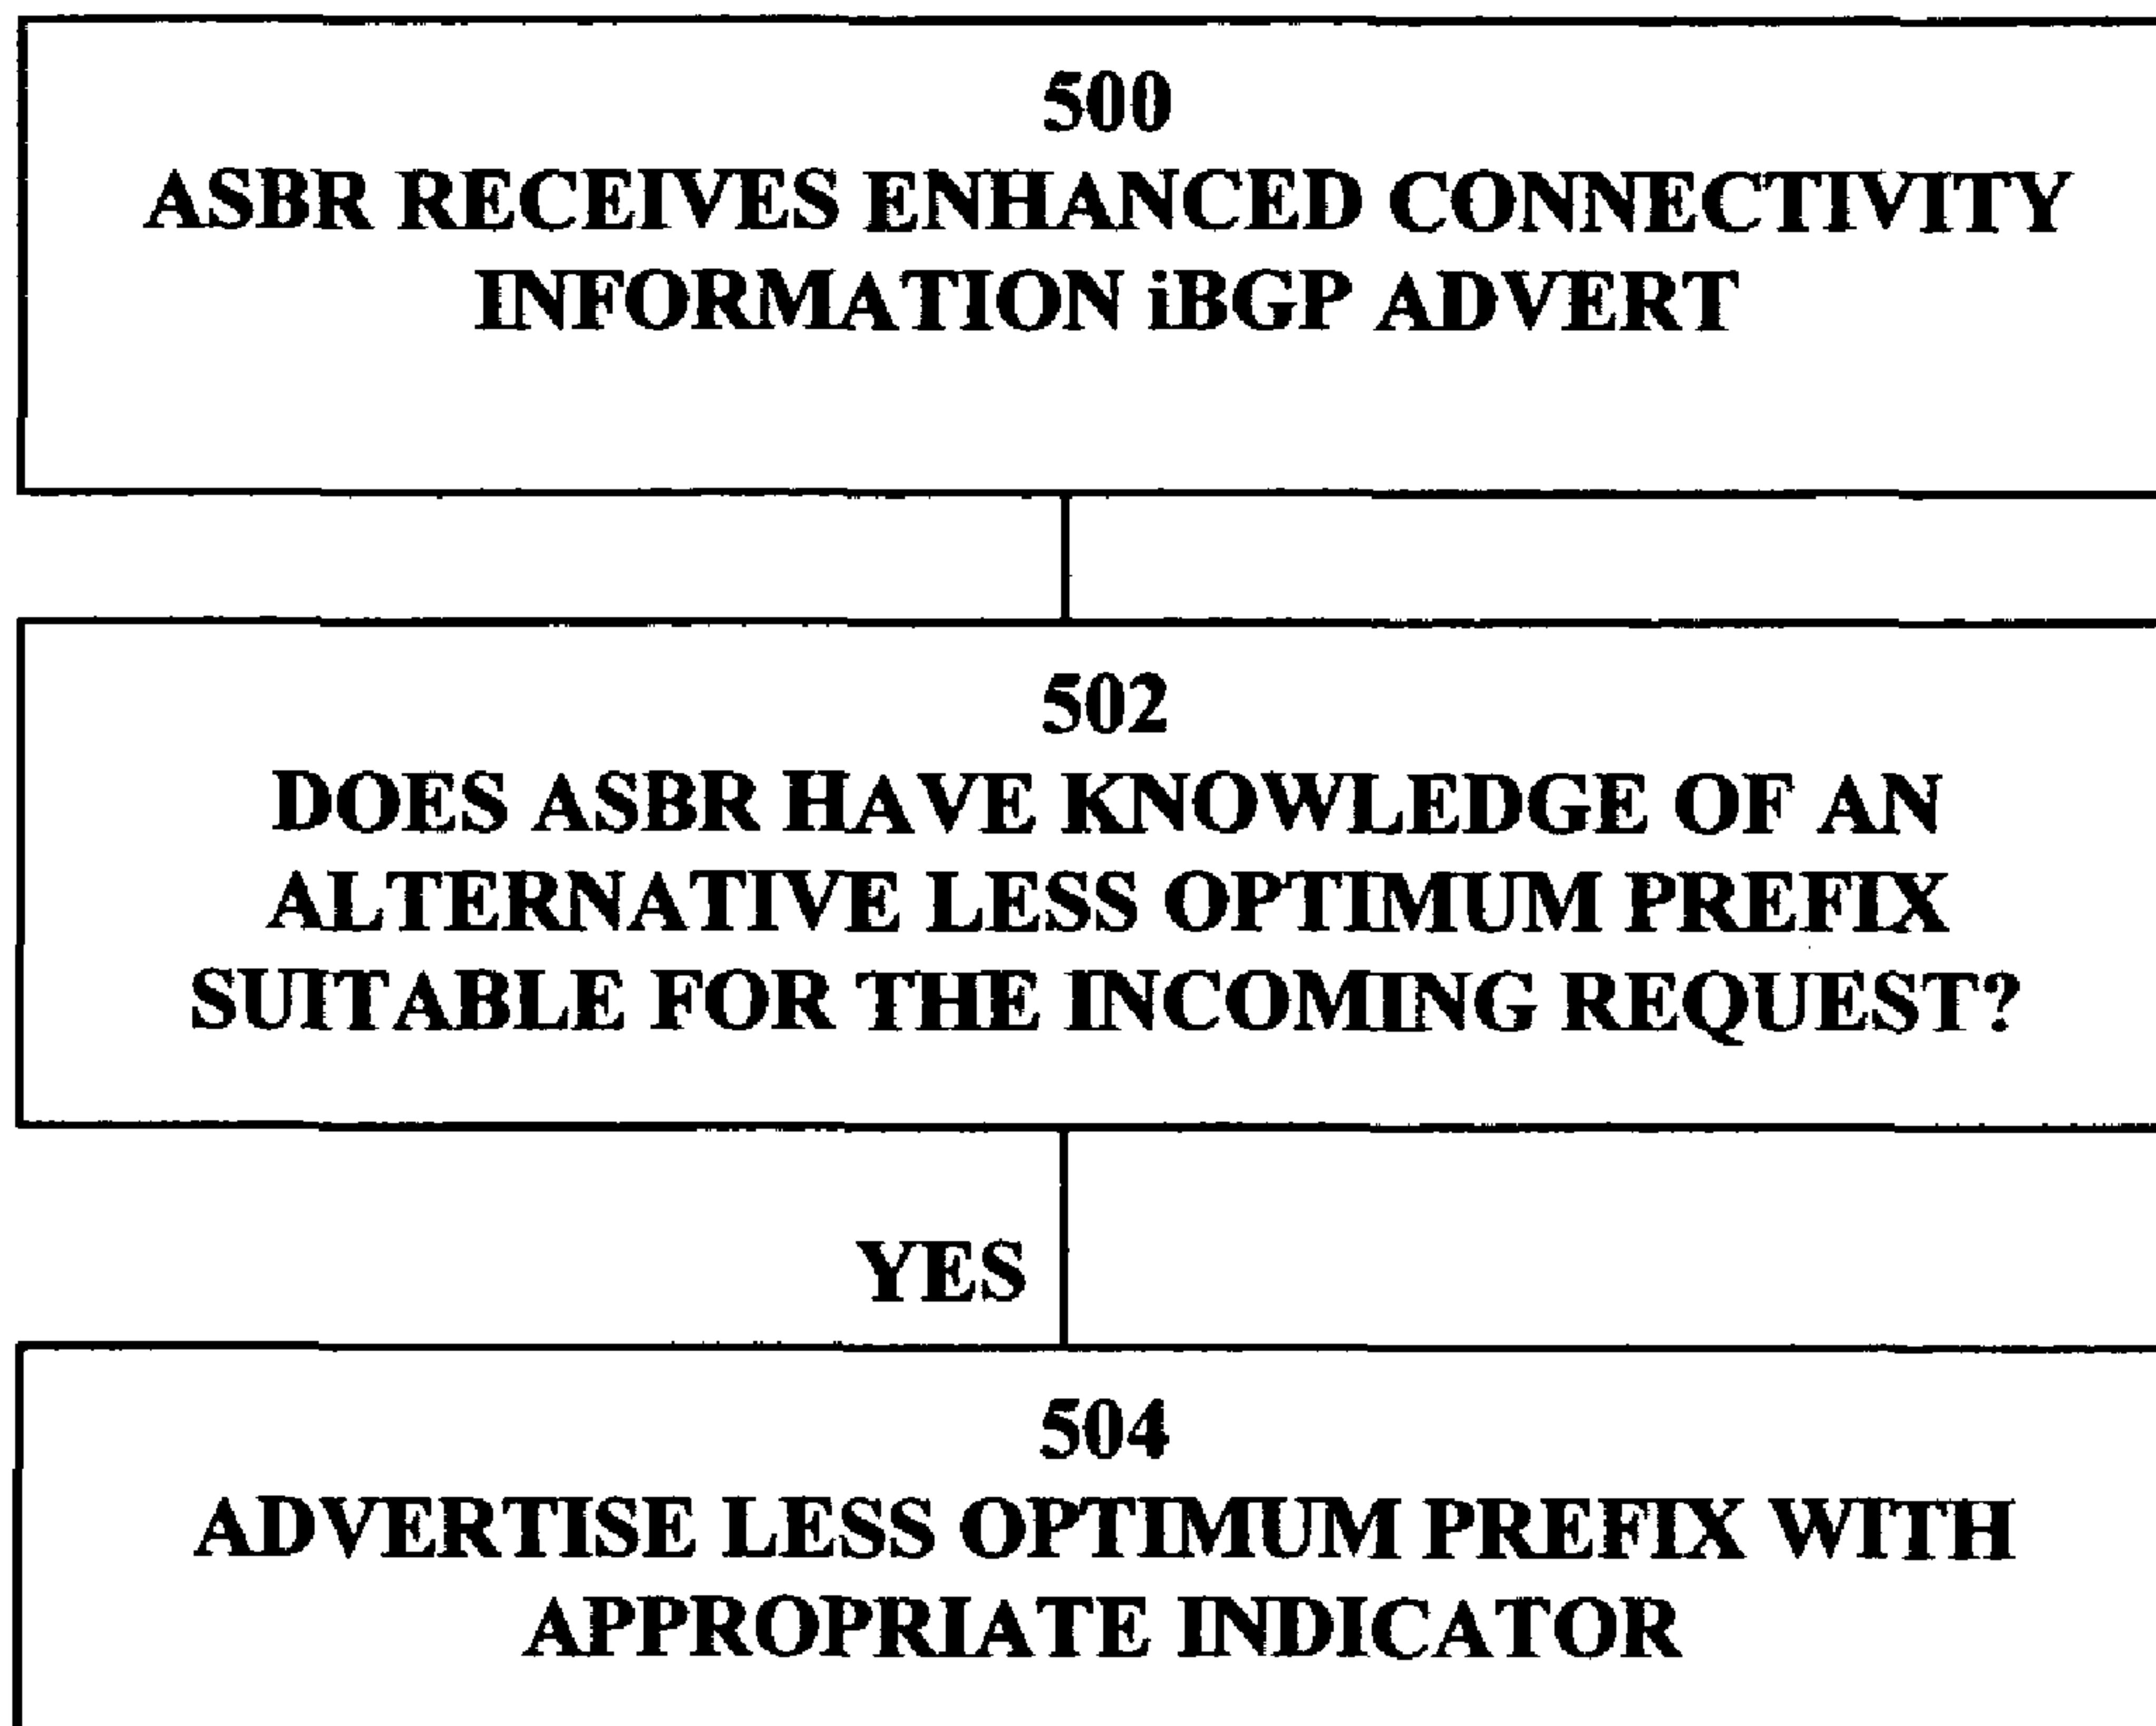 500
ASBR RECEIVES ENHANCED CONNECTIVITY
INFORMATION iBGP ADVERT
502
DOES ASBR HAVE KNOWLEDGE OF AN
ALTERNATIVE LESS OPTIMUM PREFIX
SUITABLE FOR THE INCOMING REQUEST?
YES
504
ADVERTISE LESS OPTIMUM PREFIX WITH
APPROPRIATE INDICATOR